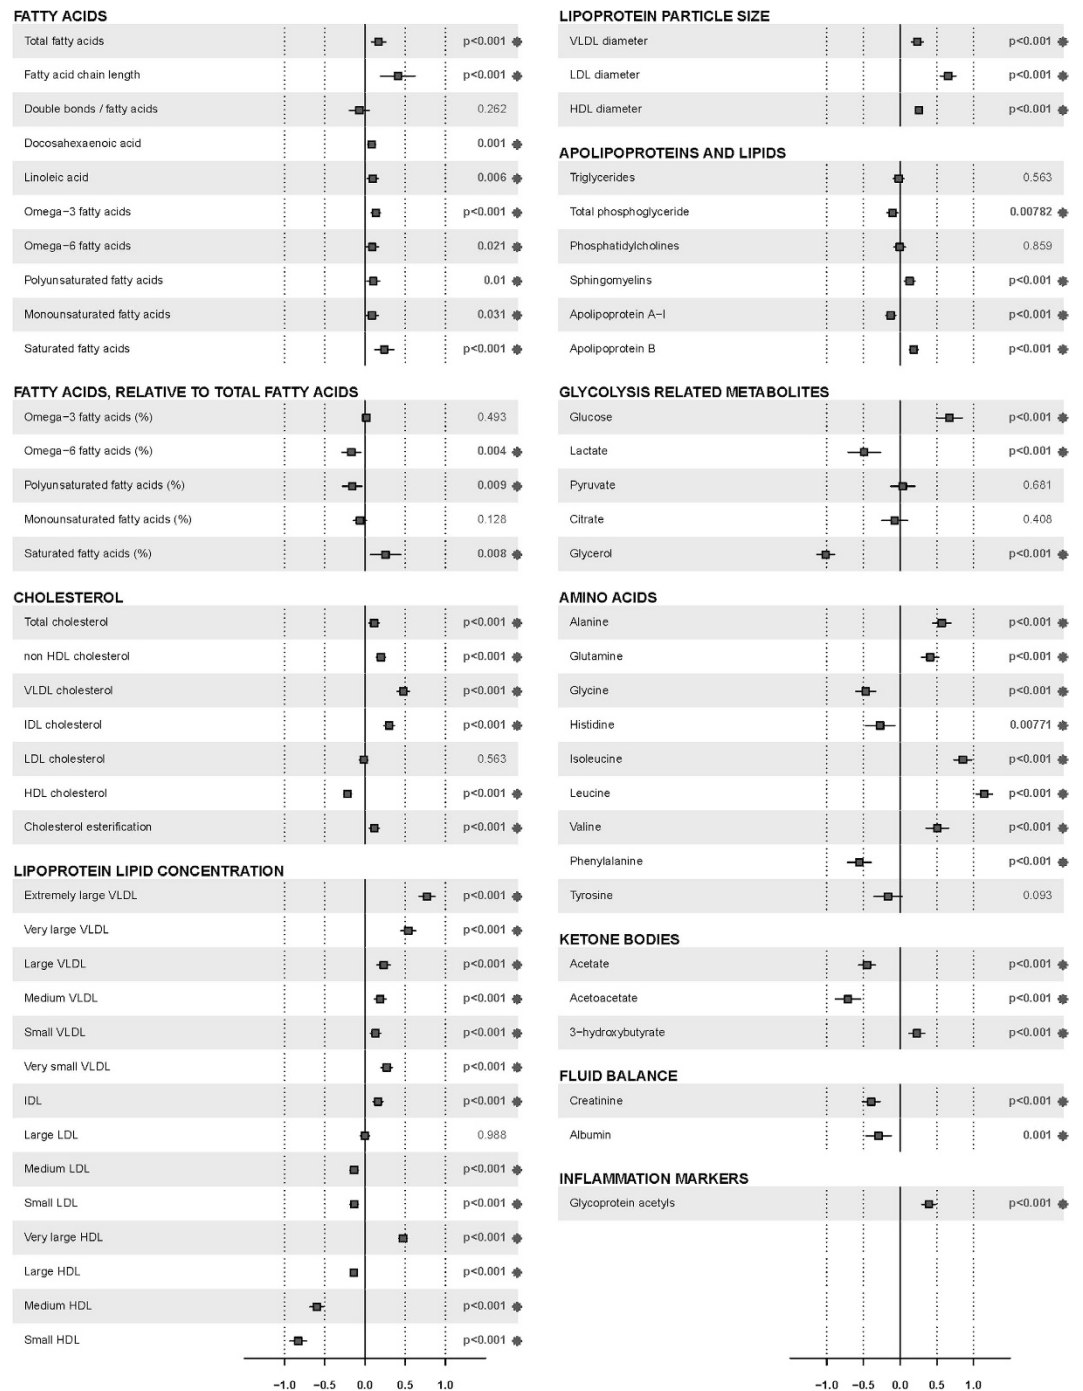 FATTY ACIDS
Total fatty acids p<0.001
Fatty acid chain length p<0.001
Double bonds / fatty acids 0.262
Docosahexaenoic acid 0.001
Linoleic acid 0.006
Omega−3 fatty acids p<0.001
Omega−6 fatty acids 0.021
Polyunsaturated fatty acids 0.01
Monounsaturated fatty acids 0.031
Saturated fatty acids p<0.001
FATTY ACIDS, RELATIVE TO TOTAL FATTY ACIDS
Omega−3 fatty acids (%) 0.493
Omega−6 fatty acids (%) 0.004
Polyunsaturated fatty acids (%) 0.009
Monounsaturated fatty acids (%) 0.128
Saturated fatty acids (%) 0.008
CHOLESTEROL
Total cholesterol p<0.001
non HDL cholesterol p<0.001
VLDL cholesterol p<0.001
IDL cholesterol p<0.001
LDL cholesterol 0.563
HDL cholesterol p<0.001
Cholesterol esterification p<0.001
LIPOPROTEIN LIPID CONCENTRATION
Extremely large VLDL p<0.001
Very large VLDL p<0.001
Large VLDL p<0.001
Medium VLDL p<0.001
Small VLDL p<0.001
Very small VLDL p<0.001
IDL p<0.001
Large LDL 0.988
Medium LDL p<0.001
Small LDL p<0.001
Very large HDL p<0.001
Large HDL p<0.001
Medium HDL p<0.001
Small HDL p<0.001
−1.0 −0.5 0.0 0.5 1.0
LIPOPROTEIN PARTICLE SIZE
VLDL diameter p<0.001
LDL diameter p<0.001
HDL diameter p<0.001
APOLIPOPROTEINS AND LIPIDS
Triglycerides 0.563
Total phosphoglyceride 0.00782
Phosphatidylcholines 0.859
Sphingomyelins p<0.001
Apolipoprotein A−I p<0.001
Apolipoprotein B p<0.001
GLYCOLYSIS RELATED METABOLITES
Glucose p<0.001
Lactate p<0.001
Pyruvate 0.681
Citrate 0.408
Glycerol p<0.001
AMINO ACIDS
Alanine p<0.001
Glutamine p<0.001
Glycine p<0.001
Histidine 0.00771
Isoleucine p<0.001
Leucine p<0.001
Valine p<0.001
Phenylalanine p<0.001
Tyrosine 0.093
KETONE BODIES
Acetate p<0.001
Acetoacetate p<0.001
3−hydroxybutyrate p<0.001
FLUID BALANCE
Creatinine p<0.001
Albumin 0.001
INFLAMMATION MARKERS
Glycoprotein acetyls p<0.001
−1.0 −0.5 0.0 0.5 1.0